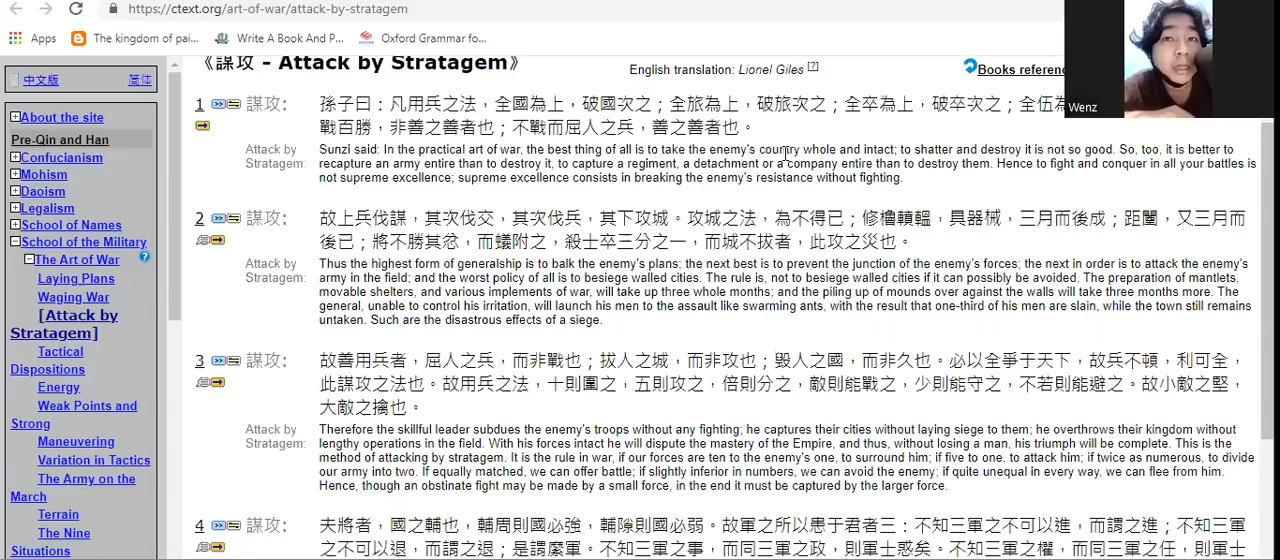 https://ctext.org/art-of-war/attack-by-stratagem
Apps
The kingdom of pai...
Write A Book And P...
Oxford Grammar fo...
中文版
简体
About the site
Pre-Qin and Han
Confucianism
Mohism
Daoism
Legalism
School of Names
School of the Military
The Art of War
Laying Plans
Waging War
[Attack by
Stratagem]
Tactical
Dispositions
Energy
Weak Points and
Strong
Maneuvering
Variation in Tactics
The Army on the
March
Terrain
The Nine
Situations
《謀攻 - Attack by Stratagem》
English translation: Lionel Giles [?]
Books referenc
Wenz
1 謀攻: 孫子曰：凡用兵之法，全國為上，破國次之；全旅為上，破旅次之；全卒為上，破卒次之；全伍為
戰百勝，非善之善者也；不戰而屈人之兵，善之善者也。
Attack by
Stratagem:
Sunzi said: In the practical art of war, the best thing of all is to take the enemy's country whole and intact; to shatter and destroy it is not so good. So, too, it is better to
recapture an army entire than to destroy it, to capture a regiment, a detachment or a company entire than to destroy them. Hence to fight and conquer in all your battles is
not supreme excellence; supreme excellence consists in breaking the enemy's resistance without fighting.
2 謀攻: 故上兵伐謀，其次伐交，其次伐兵，其下攻城。攻城之法，為不得已；修櫓轒轀，具器械，三月而後成；距闉，又三月而
後已；將不勝其忿，而蟻附之，殺士卒三分之一，而城不拔者，此攻之災也。
Attack by
Stratagem:
Thus the highest form of generalship is to balk the enemy's plans; the next best is to prevent the junction of the enemy's forces; the next in order is to attack the enemy's
army in the field; and the worst policy of all is to besiege walled cities. The rule is, not to besiege walled cities if it can possibly be avoided. The preparation of mantlets,
movable shelters, and various implements of war, will take up three whole months; and the piling up of mounds over against the walls will take three months more. The
general, unable to control his irritation, will launch his men to the assault like swarming ants, with the result that one-third of his men are slain, while the town still remains
untaken. Such are the disastrous effects of a siege.
3 謀攻: 故善用兵者，屈人之兵，而非戰也；拔人之城，而非攻也；毀人之國，而非久也。必以全爭于天下，故兵不頓，利可全，
此謀攻之法也。故用兵之法，十則圍之，五則攻之，倍則分之，敵則能戰之，少則能守之，不若則能避之。故小敵之堅，
大敵之擒也。
Attack by
Stratagem:
Therefore the skillful leader subdues the enemy's troops without any fighting; he captures their cities without laying siege to them; he overthrows their kingdom without
lengthy operations in the field. With his forces intact he will dispute the mastery of the Empire, and thus, without losing a man, his triumph will be complete. This is the
method of attacking by stratagem. It is the rule in war, if our forces are ten to the enemy's one, to surround him; if five to one, to attack him; if twice as numerous, to divide
our army into two. If equally matched, we can offer battle; if slightly inferior in numbers, we can avoid the enemy; if quite unequal in every way, we can flee from him.
Hence, though an obstinate fight may be made by a small force, in the end it must be captured by the larger force.
4 謀攻: 夫將者，國之輔也，輔周則國必強，輔隙則國必弱。故軍之所以患于君者三：不知三軍之不可以進，而謂之進；不知三軍
之不可以退，而謂之退；是謂縻軍。不知三軍之事，而同三軍之政，則軍士惑矣。不知三軍之權，而同三軍之任，則軍士